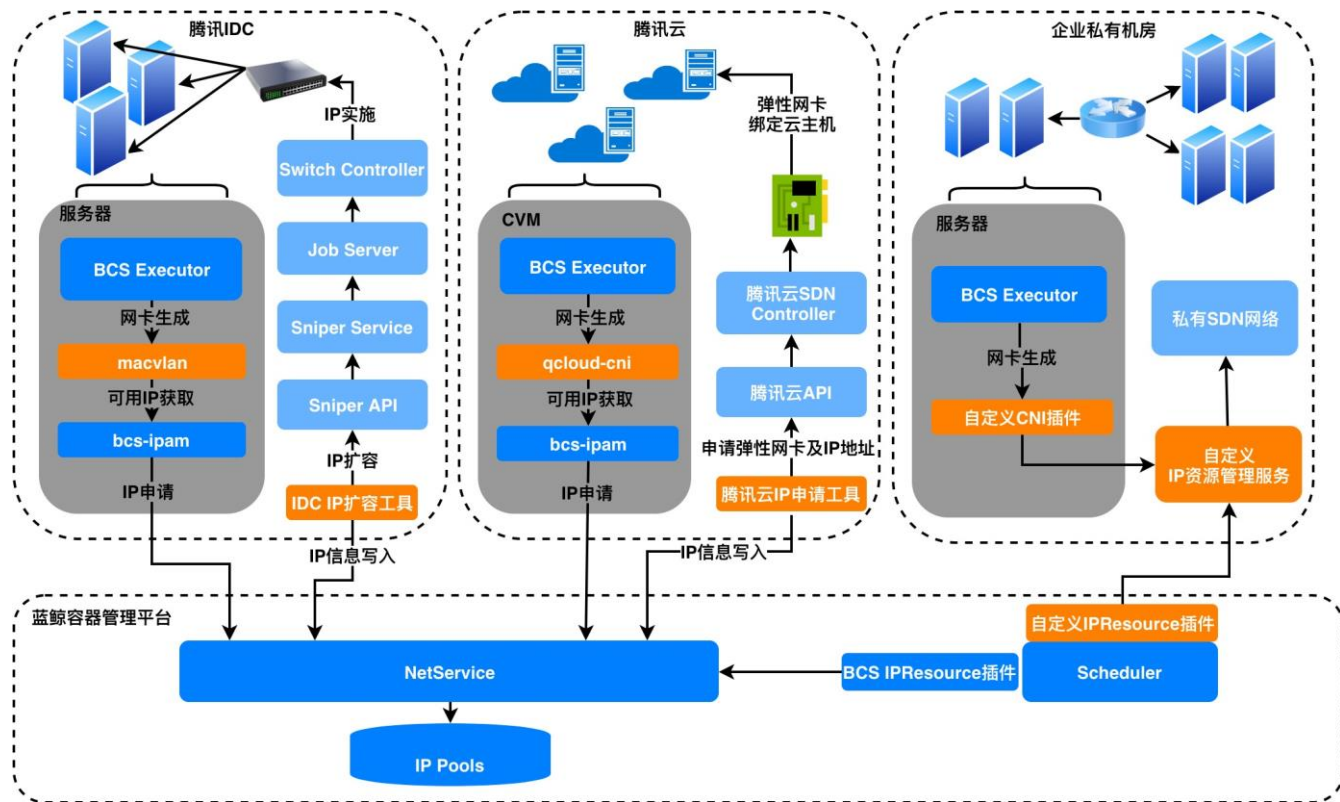 腾讯IDC
IP实施
Switch Controller
Job Server
Sniper Service
Sniper API
IP扩容
IDC IP扩容工具
IP信息写入
服务器
BCS Executor
网卡生成
macvlan
可用IP获取
bcs-ipam
IP申请
腾讯云
弹性网卡
绑定云主机
腾讯云SDN
Controller
腾讯云API
申请弹性网卡及IP地址
腾讯云IP申请工具
IP信息写入
CVM
BCS Executor
网卡生成
qcloud-cni
可用IP获取
bcs-ipam
IP申请
企业私有机房
服务器
BCS Executor
网卡生成
自定义CNI插件
私有SDN网络
自定义
IP资源管理服务
蓝鲸容器管理平台
自定义IPResource插件
NetService
BCS IPResource插件
Scheduler
IP Pools